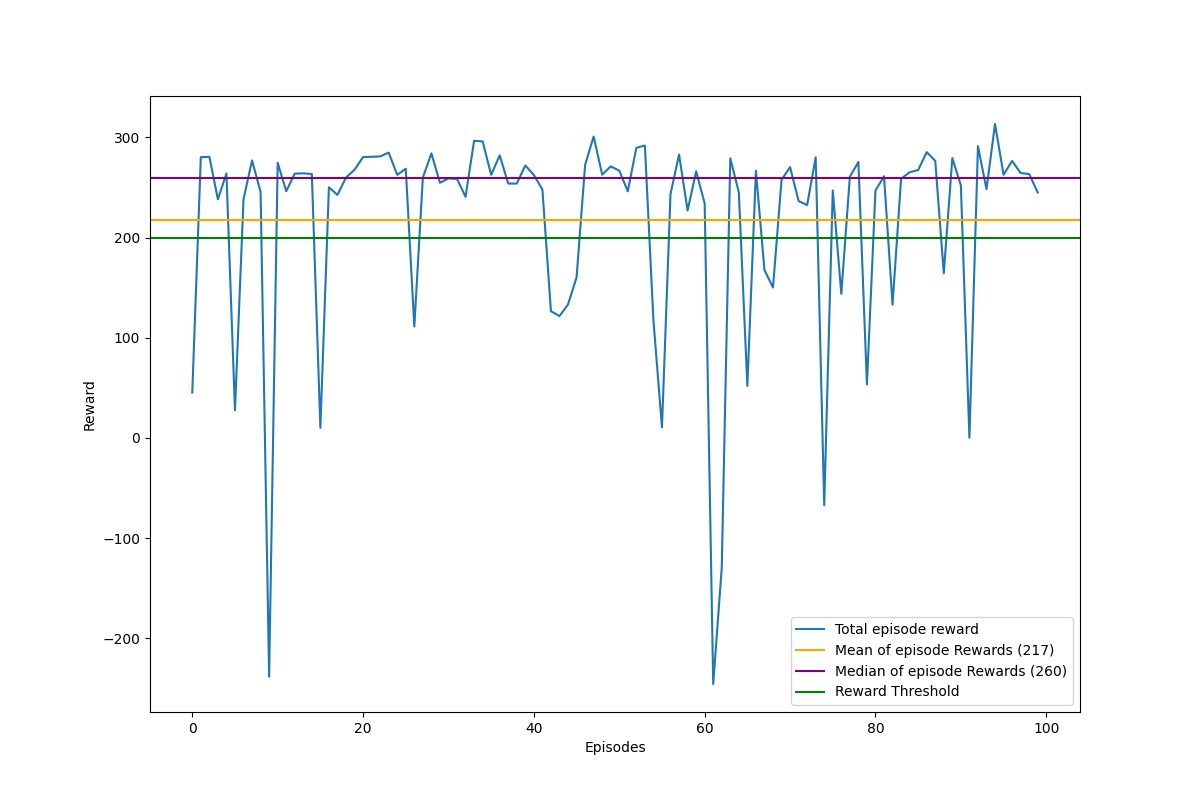 300
200
100
0
−100
−200
Reward
0 20 40 60 80 100
Episodes
Total episode reward
Mean of episode Rewards (217)
Median of episode Rewards (260)
Reward Threshold